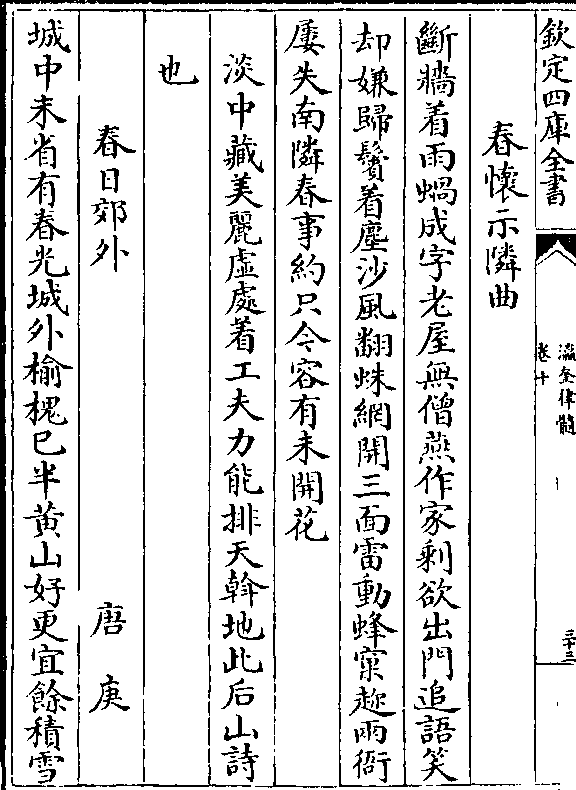 欽定四庫全書
瀛奎律髓
卷十
三十三
春懷示隣曲
斷牆着雨蝸成字老屋無僧燕作家剩欲出門追語笑
却嫌歸鬢着塵沙風翻蛛網開三面雷動蜂窠趂兩衙
屢失南隣春事約只今容有未開花
淡中藏美麗虛處着工夫力能排天斡地此后山詩
也
春日郊外 唐庚
城中未省有春光城外榆槐已半黄山好更宜餘積雪